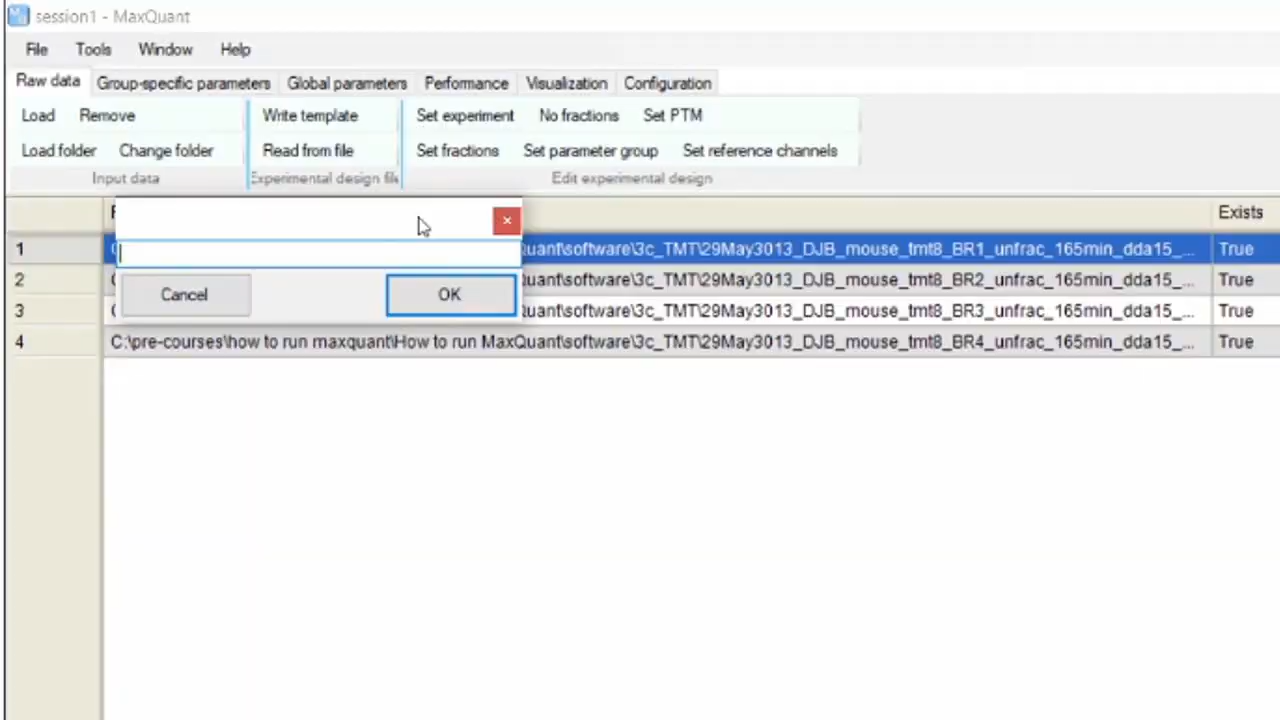 session1 - MaxQuant
File Tools Window Help
Raw data Group-specific parameters Global parameters Performance Visualization Configuration
Load Remove Write template Set experiment No fractions Set PTM
Load folder Change folder Read from file Set fractions Set parameter group Set reference channels
Input data Experimental design file Edit experimental design
Exists
1 Quant\software\3c_TMT\29May3013_DJB_mouse_tmt8_BR1_unfrac_165min_dda15_... True
2 Quant\software\3c_TMT\29May3013_DJB_mouse_tmt8_BR2_unfrac_165min_dda15_... True
Cancel OK
3 Quant\software\3c_TMT\29May3013_DJB_mouse_tmt8_BR3_unfrac_165min_dda15_... True
4 C:\pre-courses\how to run maxquant\How to run MaxQuant\software\3c_TMT\29May3013_DJB_mouse_tmt8_BR4_unfrac_165min_dda15_... True